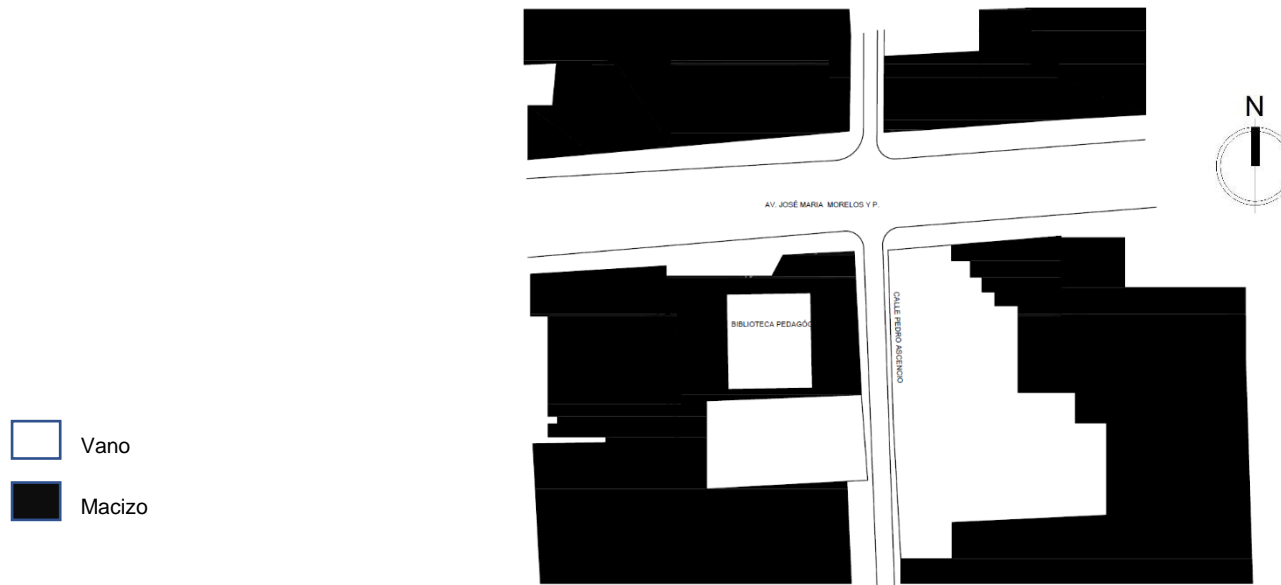 N
AV. JOSÉ MARIA MORELOS Y P.
CALLE PEDRO ASCENCIO
BIBLIOTECA PEDAGÓG
Vano
Macizo